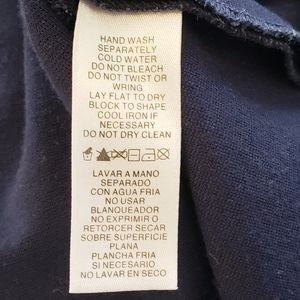 HAND WASH
SEPARATELY
COLD WATER
DO NOT BLEACH
DO NOT TWIST OR
WRING
LAY FLAT TO DRY
BLOCK TO SHAPE
COOL IRON IF
NECESSARY
DO NOT DRY CLEAN
LAVAR A MANO
SEPARADO
CON AGUA FRIA
NO USAR
BLANQUEADOR
NO EXPRIMIR O
RETORCER SECAR
SOBRE SUPERFICIE
PLANA
PLANCHA FRIA
SI NECESARIO
NO LAVAR EN SECO